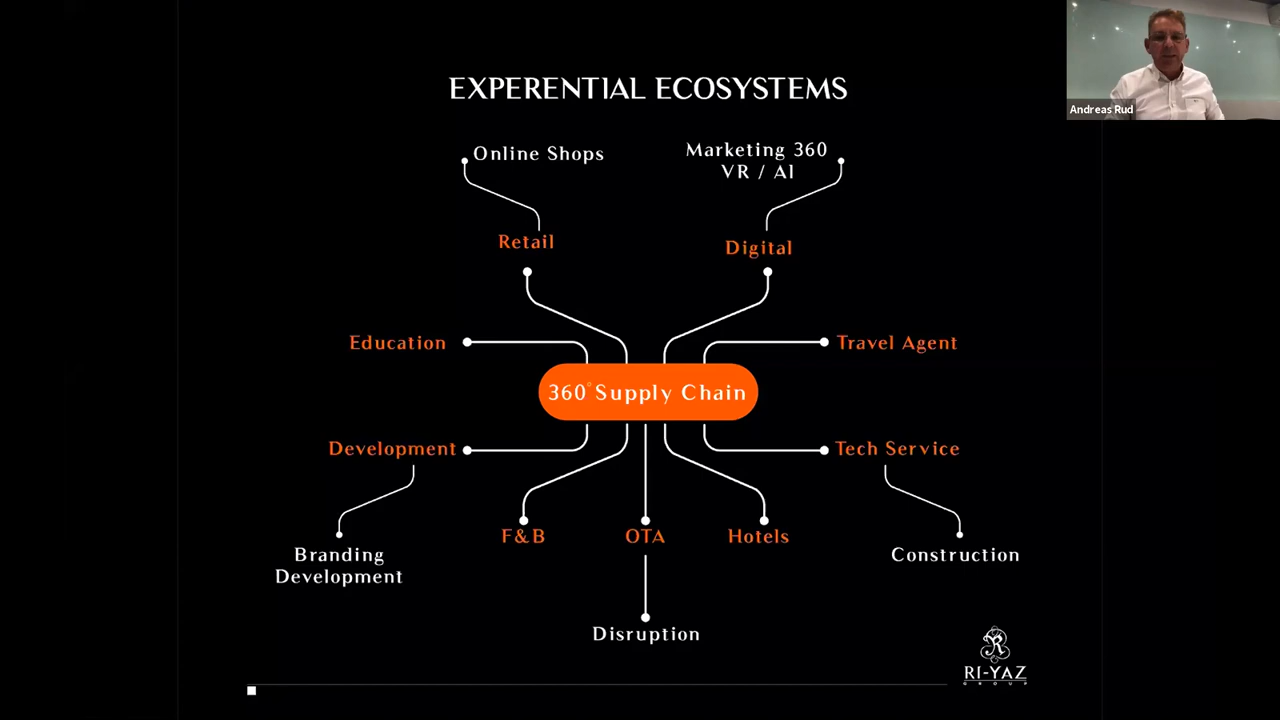 Andreas Rud
EXPERENTIAL ECOSYSTEMS
Online Shops
Marketing 360
VR / AI
Retail
Digital
Education
Travel Agent
360°Supply Chain
Development
Tech Service
F&B
OTA
Hotels
Branding
Development
Construction
Disruption
RI-YAZ
GROUP